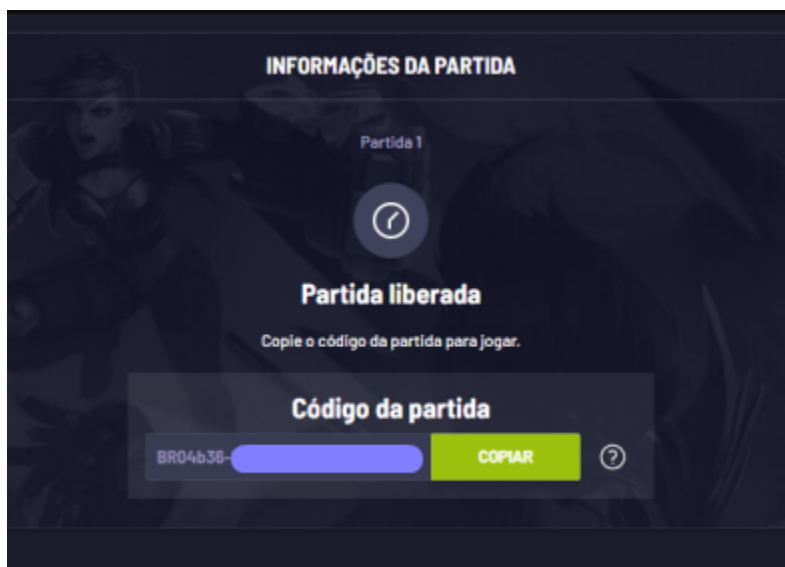 INFORMAÇÕES DA PARTIDA
Partida 1
Partida liberada
Copie o código da partida para jogar.
Código da partida
BR04b36-
COPIAR
?